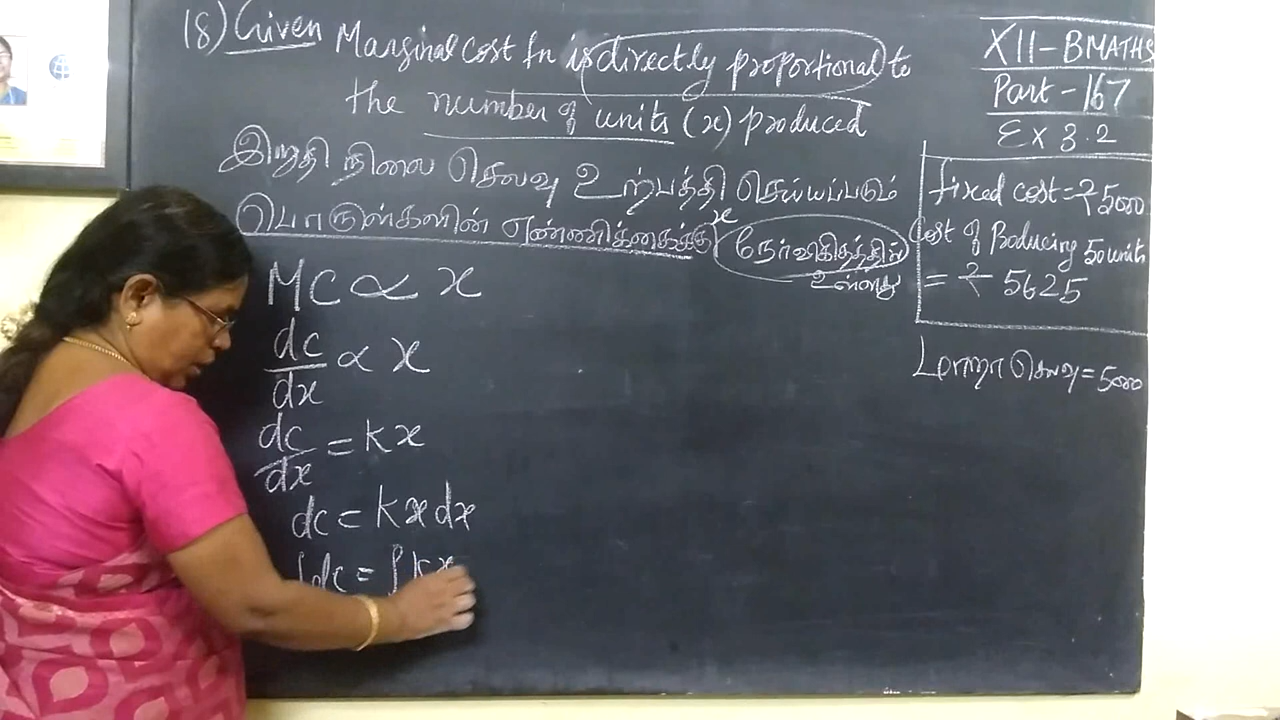 18) Given Marginal Cost fn is directly proportional to
the number of units (x) produced
இறுதி நிலை செலவு உற்பத்தி செய்யப்படும்
பொருள்களின் எண்ணிக்கைக்கு x நேர்விகிதத்தில்
உள்ளது
MC ∝ x
dc/dx ∝ x
dc/dx = kx
dc = kx dx
∫dc = ∫kx
XII-BMATHS
Part-167
Ex 3.2
fixed cost = ₹ 5000
Cost of Producing 50 units
= ₹ 5625
மாறா செலவு = 5000